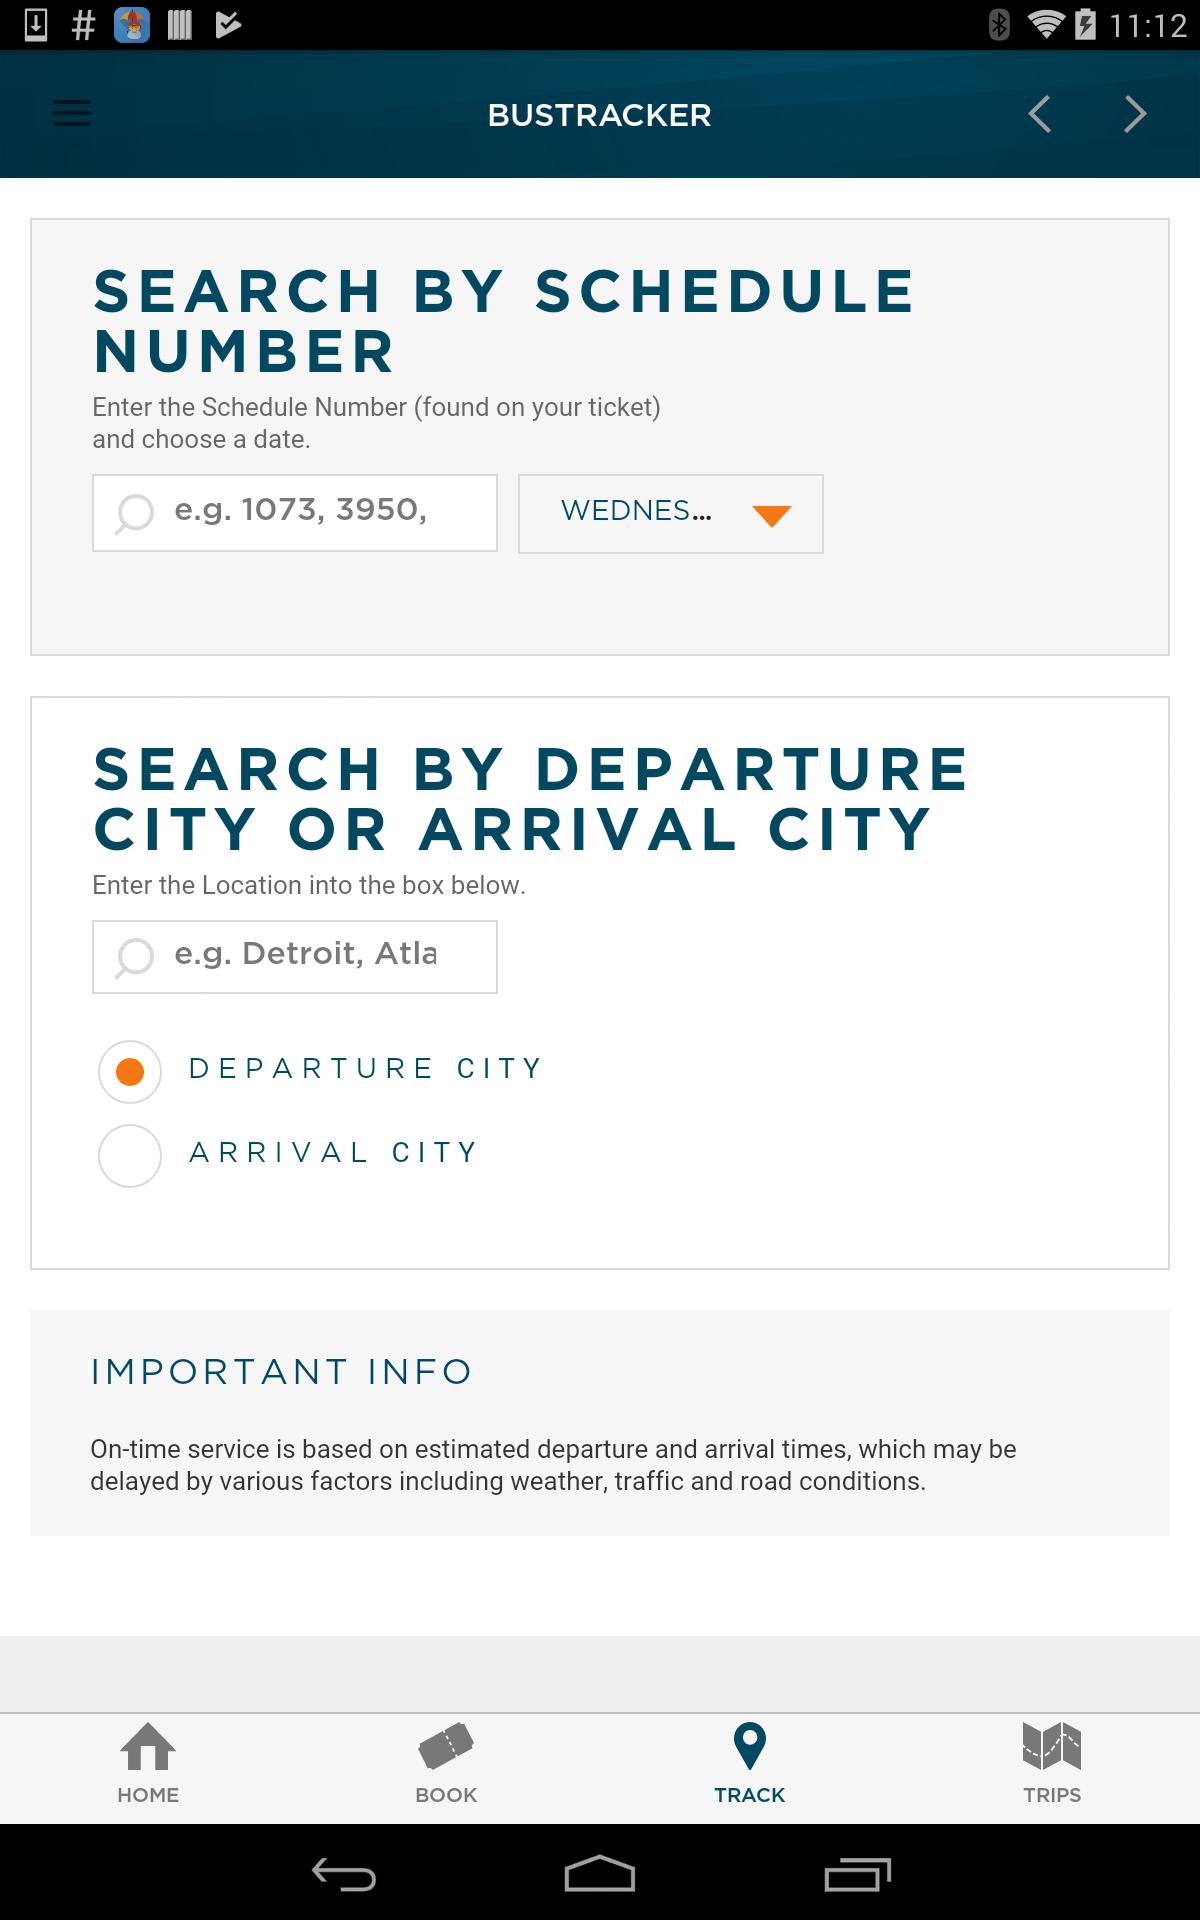 11:12
BUSTRACKER
SEARCH BY SCHEDULE
NUMBER
Enter the Schedule Number (found on your ticket)
and choose a date.
e.g. 1073, 3950,
WEDNES...
SEARCH BY DEPARTURE
CITY OR ARRIVAL CITY
Enter the Location into the box below.
e.g. Detroit, Atla
DEPARTURE CITY
ARRIVAL CITY
IMPORTANT INFO
On-time service is based on estimated departure and arrival times, which may be
delayed by various factors including weather, traffic and road conditions.
HOME
BOOK
TRACK
TRIPS